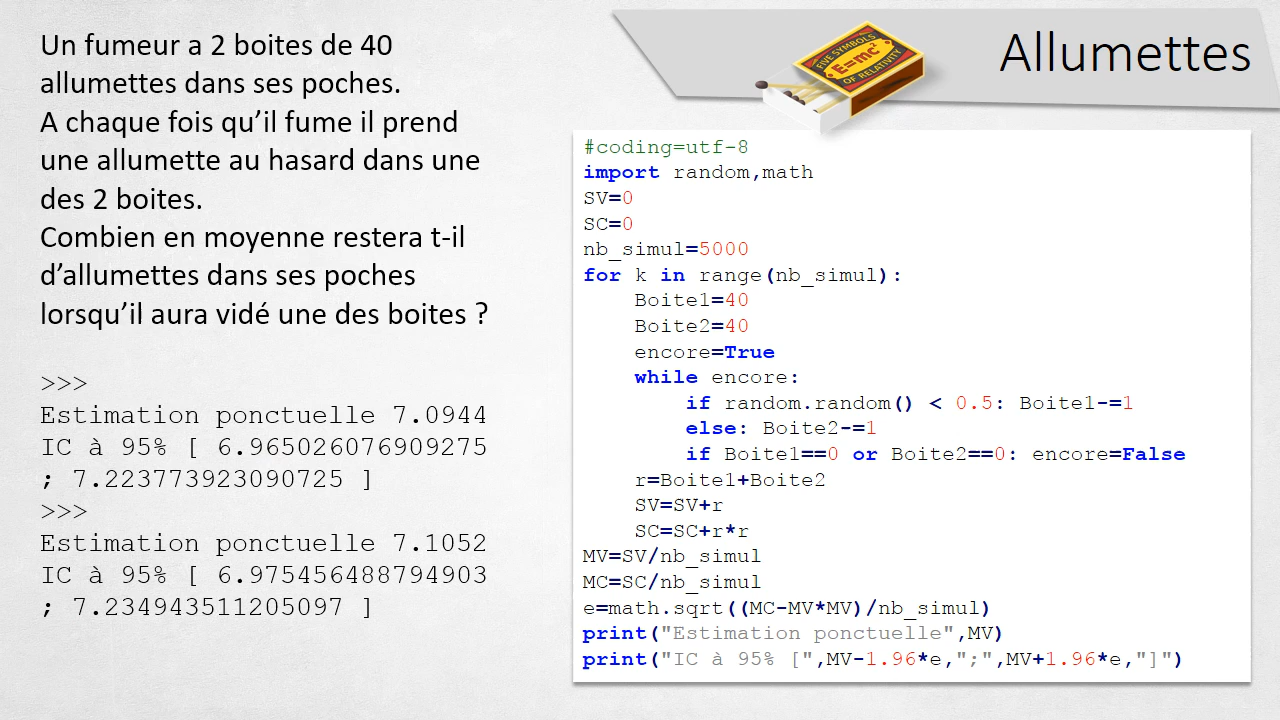 Allumettes
FIVE SYMBOLS
E=mc²
OF RELATIVITY
Un fumeur a 2 boites de 40
allumettes dans ses poches.
A chaque fois qu’il fume il prend
une allumette au hasard dans une
des 2 boites.
Combien en moyenne restera t-il
d’allumettes dans ses poches
lorsqu’il aura vidé une des boites ?
>>>
Estimation ponctuelle 7.0944
IC à 95% [ 6.965026076909275
; 7.223773923090725 ]
>>>
Estimation ponctuelle 7.1052
IC à 95% [ 6.975456488794903
; 7.234943511205097 ]
#coding=utf-8
import random,math
SV=0
SC=0
nb_simul=5000
for k in range(nb_simul):
    Boite1=40
    Boite2=40
    encore=True
    while encore:
        if random.random() < 0.5: Boite1-=1
        else: Boite2-=1
        if Boite1==0 or Boite2==0: encore=False
    r=Boite1+Boite2
    SV=SV+r
    SC=SC+r*r
MV=SV/nb_simul
MC=SC/nb_simul
e=math.sqrt((MC-MV*MV)/nb_simul)
print("Estimation ponctuelle",MV)
print("IC à 95% [",MV-1.96*e,";",MV+1.96*e,"]")